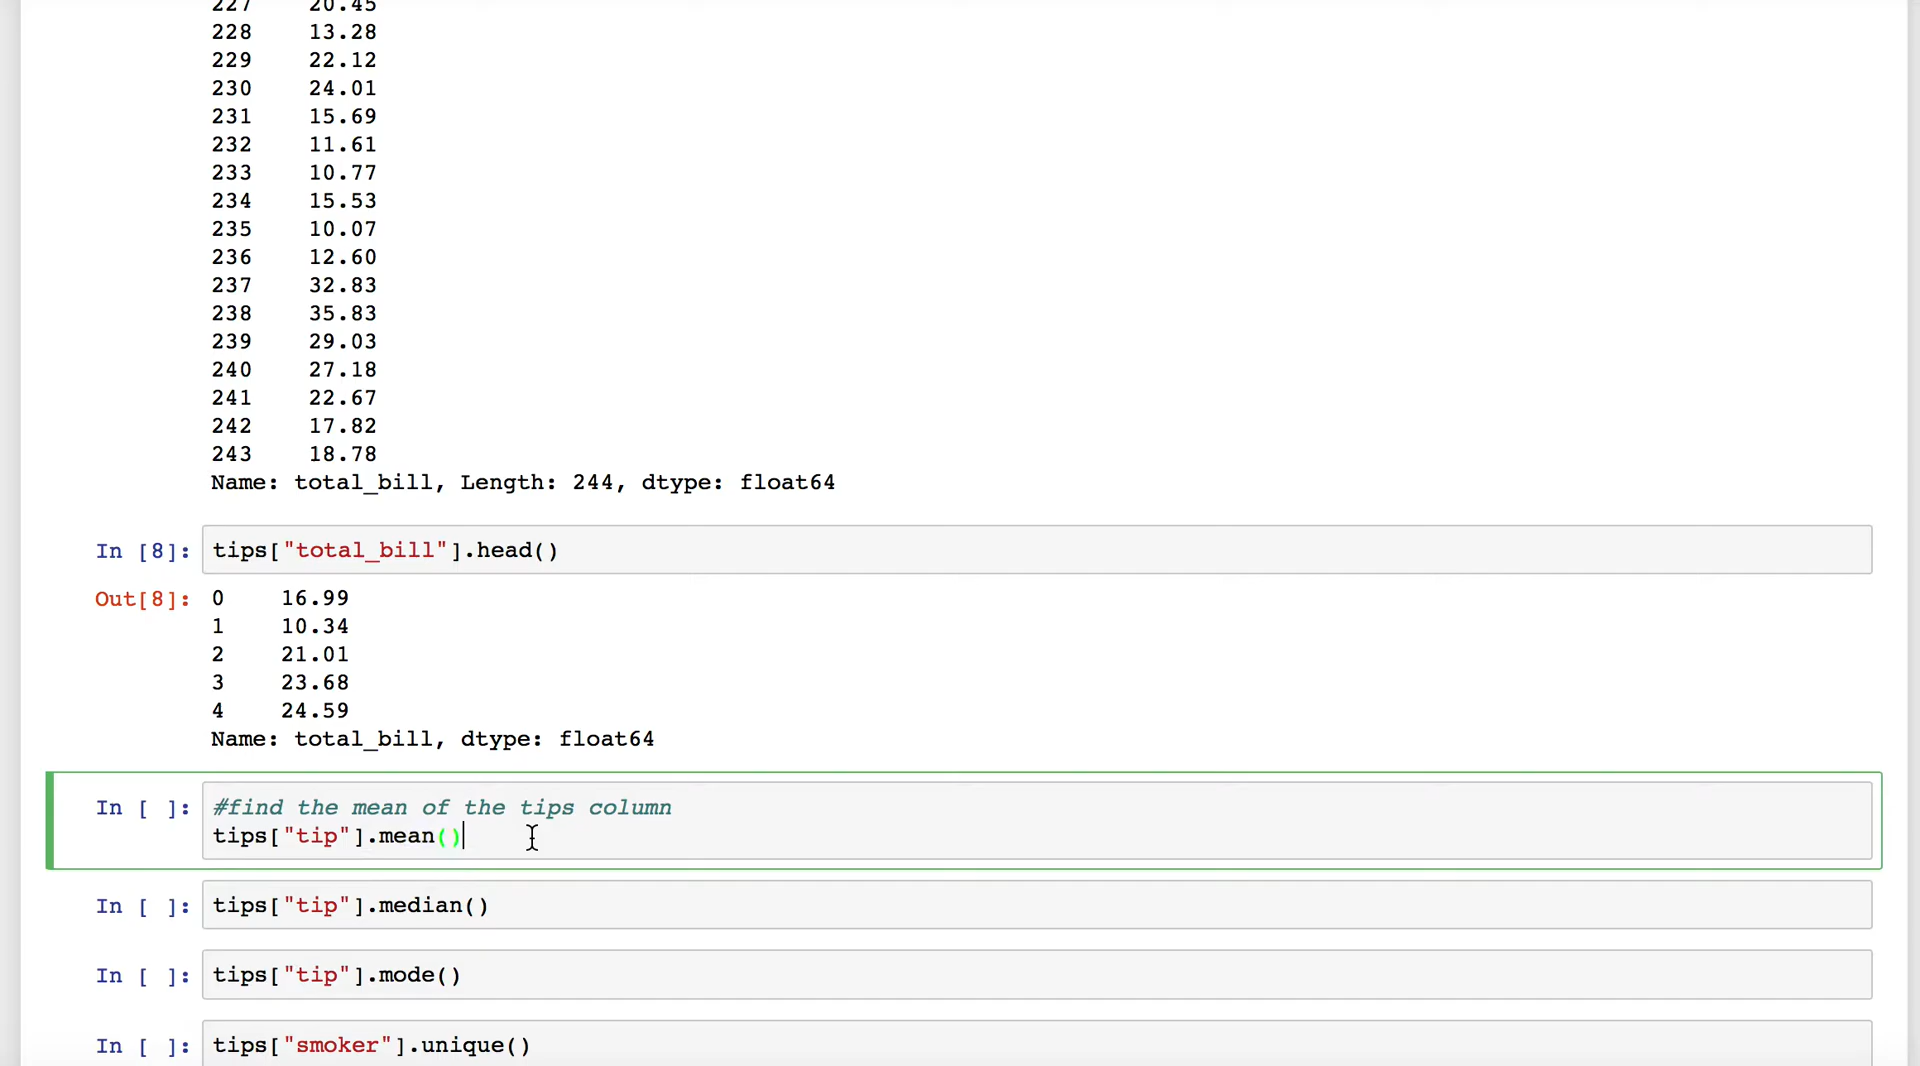 227 20.45
228 13.28
229 22.12
230 24.01
231 15.69
232 11.61
233 10.77
234 15.53
235 10.07
236 12.60
237 32.83
238 35.83
239 29.03
240 27.18
241 22.67
242 17.82
243 18.78
Name: total_bill, Length: 244, dtype: float64
In [8]: tips["total_bill"].head()
Out[8]: 0 16.99
1 10.34
2 21.01
3 23.68
4 24.59
Name: total_bill, dtype: float64
In [ ]: #find the mean of the tips column
tips["tip"].mean()
In [ ]: tips["tip"].median()
In [ ]: tips["tip"].mode()
In [ ]: tips["smoker"].unique()